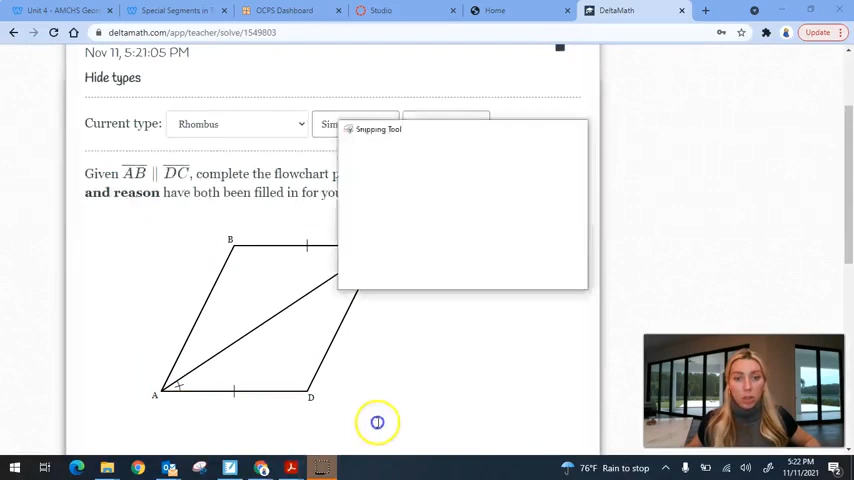 Unit 4 - AMCHS Geo
Special Segments in T
OCPS Dashboard
Studio
Home
DeltaMath
deltamath.com/app/teacher/solve/1549803
Update
Nov 11, 5:21:05 PM
Hide types
Current type: Rhombus Sim
Snipping Tool
Given AB || DC, complete the flowchart p
and reason have both been filled in for you
B
A
D
76°F Rain to stop
5:22 PM
11/11/2021
2